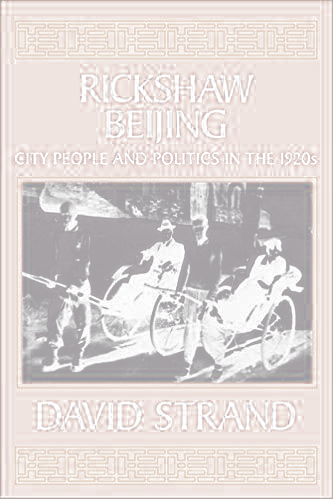 RICKSHAW
BEIJING
CITY PEOPLE AND POLITICS IN THE 1920s
DAVID STRAND